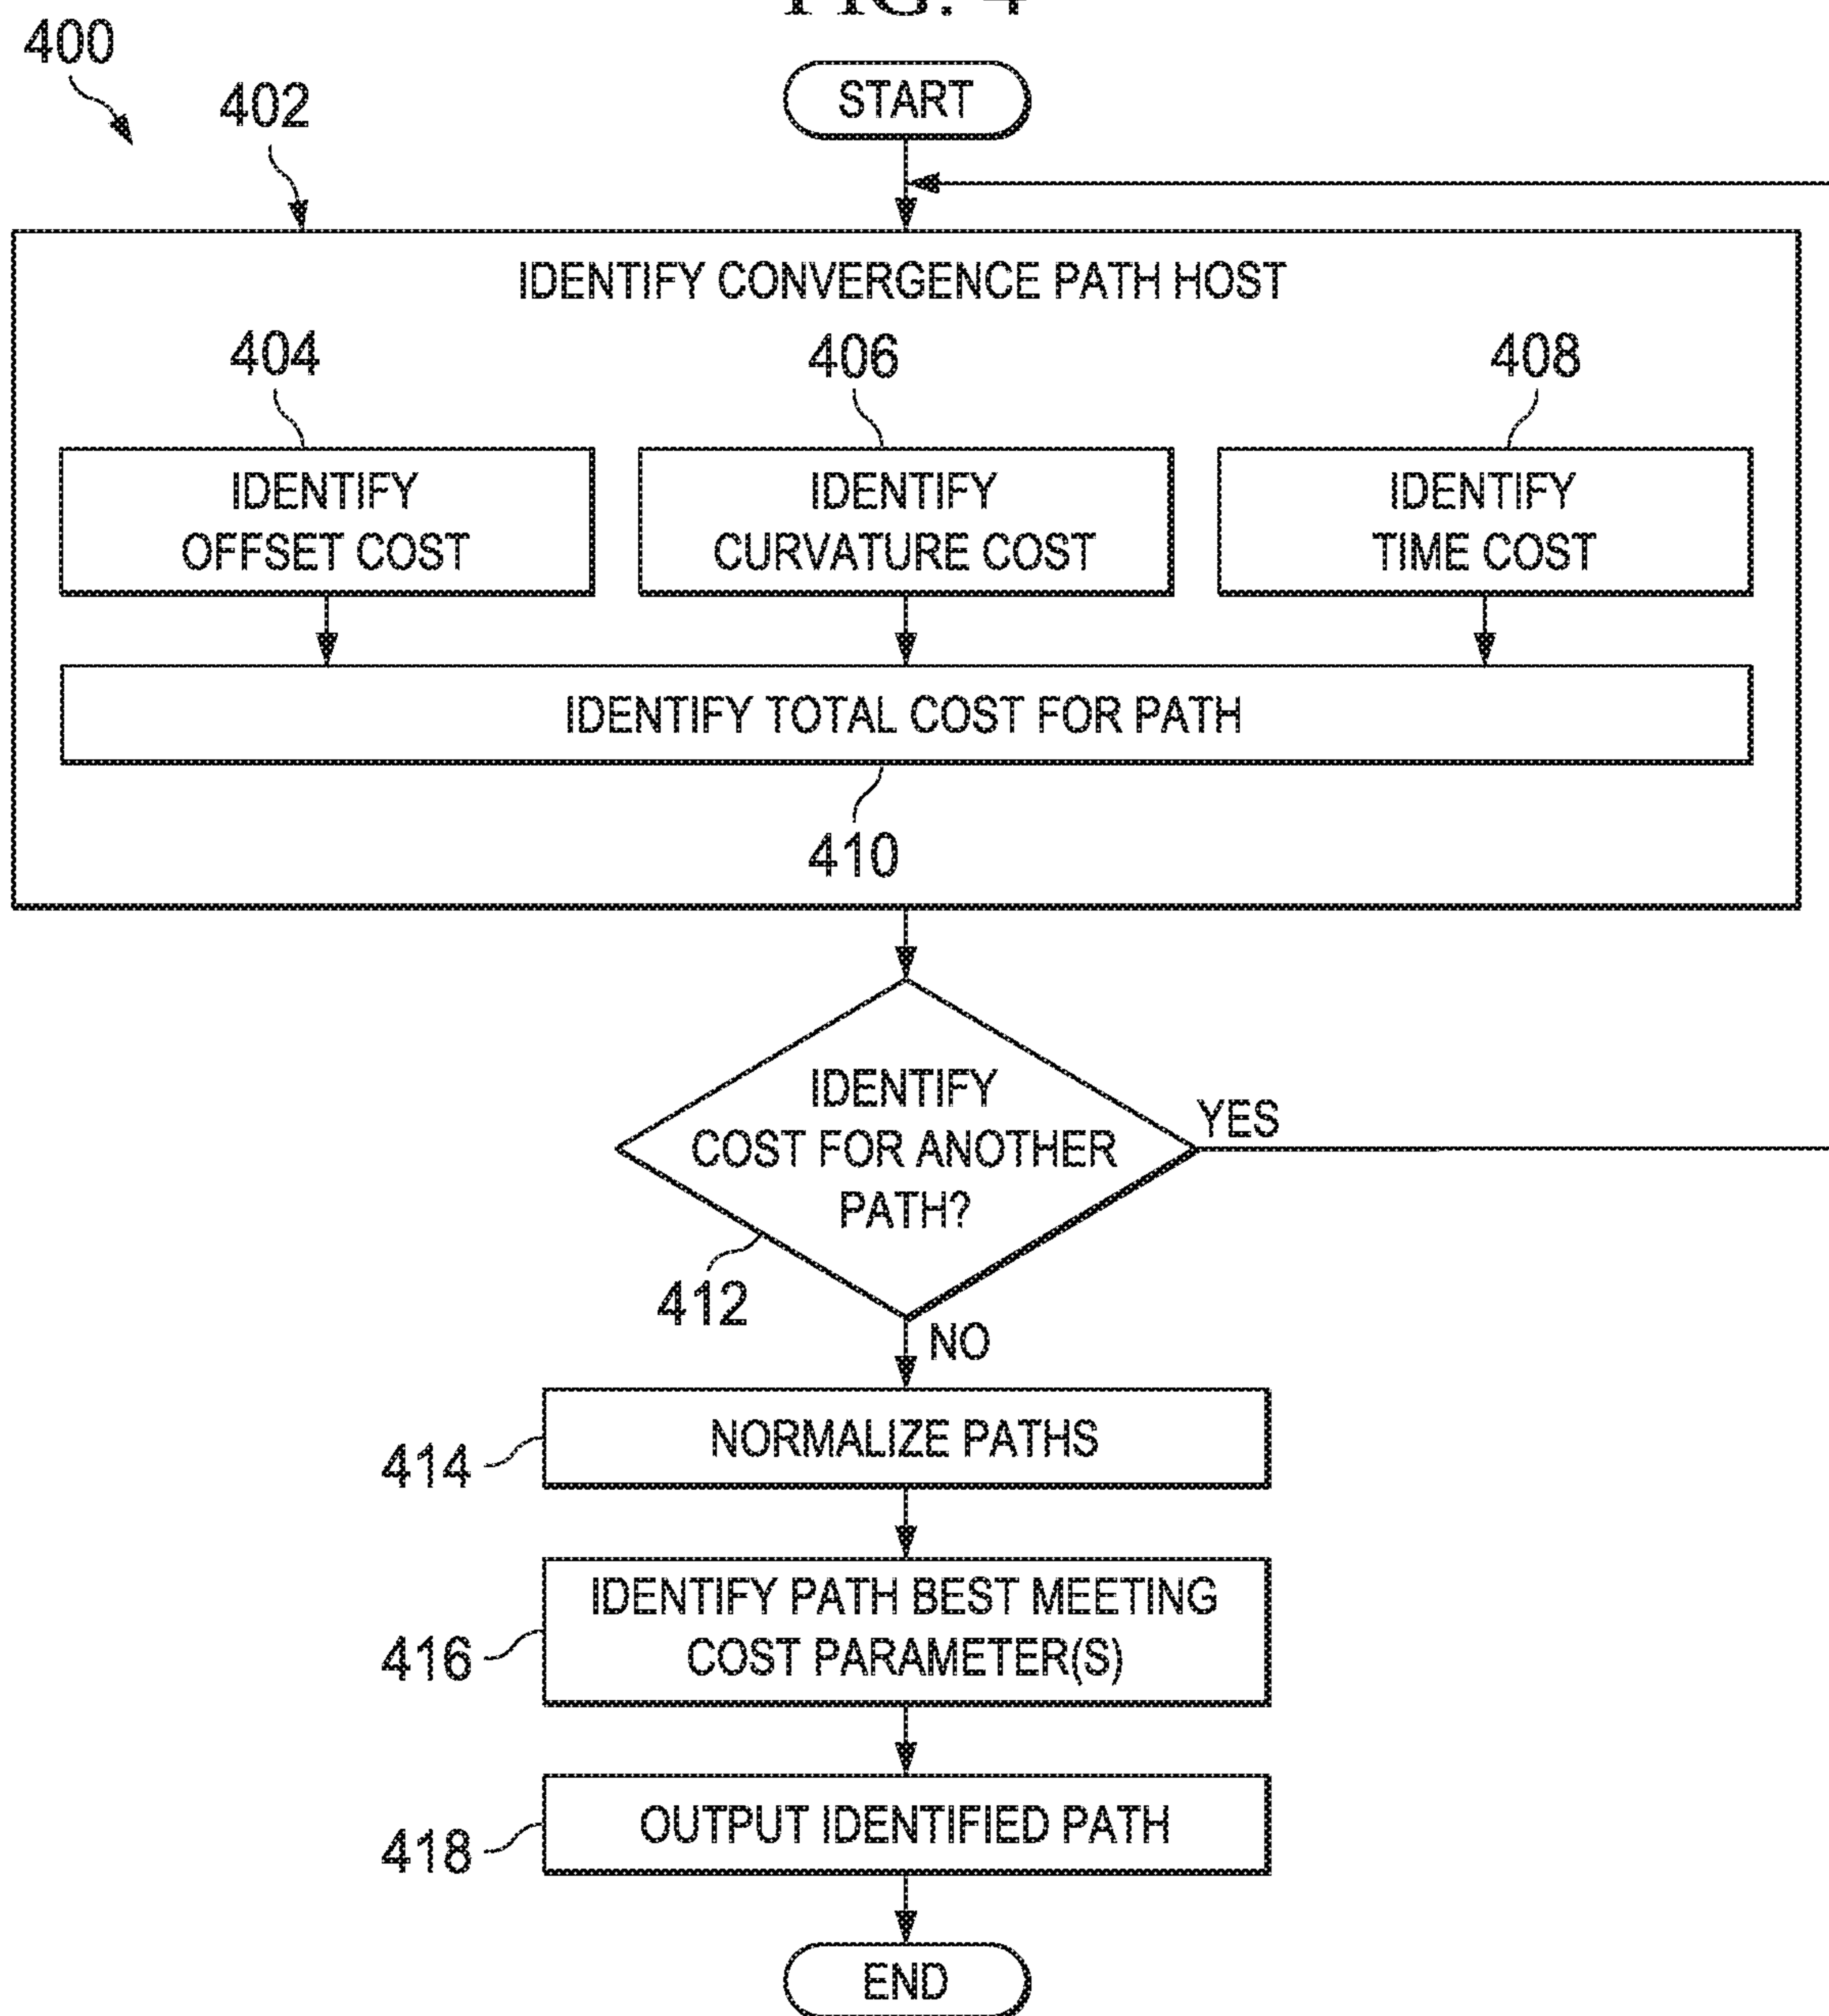 FIG. 4
400
402
START
IDENTIFY CONVERGENCE PATH HOST
404
406
408
IDENTIFY
OFFSET COST
IDENTIFY
CURVATURE COST
IDENTIFY
TIME COST
IDENTIFY TOTAL COST FOR PATH
410
IDENTIFY
COST FOR ANOTHER
PATH?
YES
412
NO
NORMALIZE PATHS
414
IDENTIFY PATH BEST MEETING
COST PARAMETER(S)
416
OUTPUT IDENTIFIED PATH
418
END